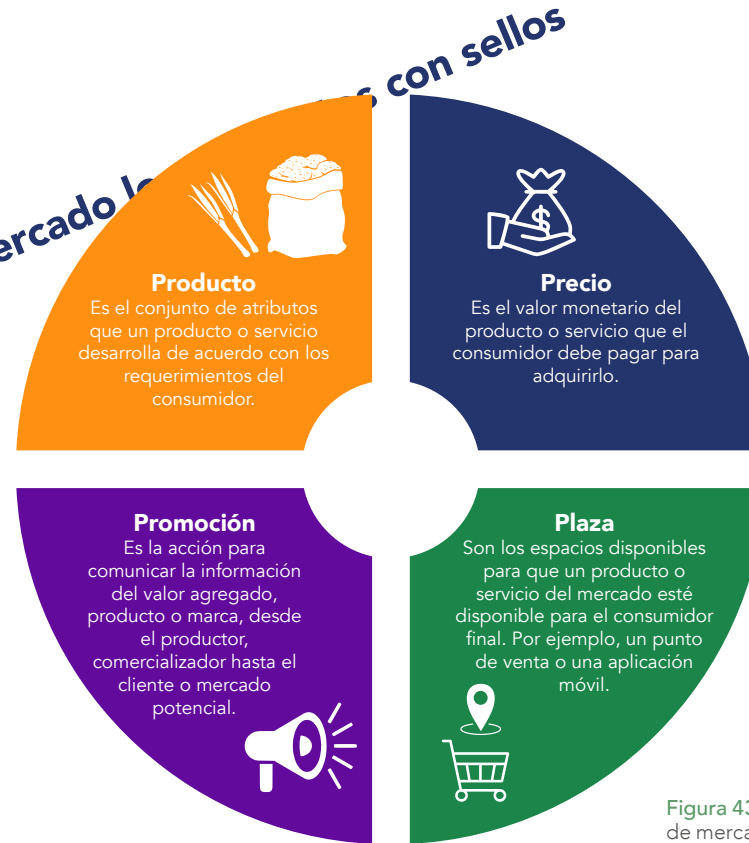 con sellos
Producto
Es el conjunto de atributos
que un producto o servicio
desarrolla de acuerdo con los
requerimientos del
consumidor.
$
Precio
Es el valor monetario del
producto o servicio que el
consumidor debe pagar para
adquirirlo.
Promoción
Es la acción para
comunicar la información
del valor agregado,
producto o marca, desde
el productor,
comercializador hasta el
cliente o mercado
potencial.
Plaza
Son los espacios disponibles
para que un producto o
servicio del mercado esté
disponible para el consumidor
final. Por ejemplo, un punto
de venta o una aplicación
móvil.
Figura 43
de